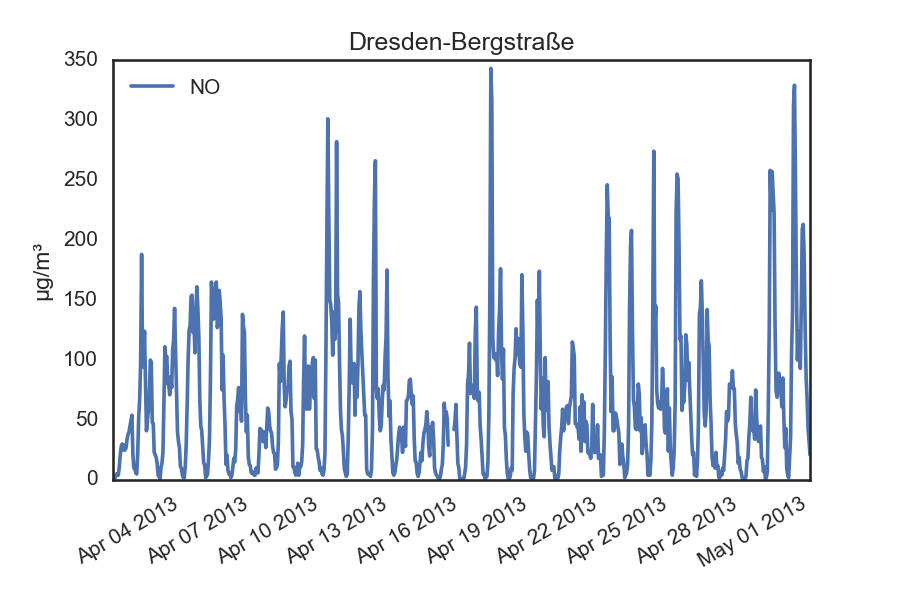 Dresden-Bergstraße
350
NO
300
250
200
µg/m³
150
100
50
0
Apr 04 2013
Apr 07 2013
Apr 10 2013
Apr 13 2013
Apr 16 2013
Apr 19 2013
Apr 22 2013
Apr 25 2013
Apr 28 2013
May 01 2013